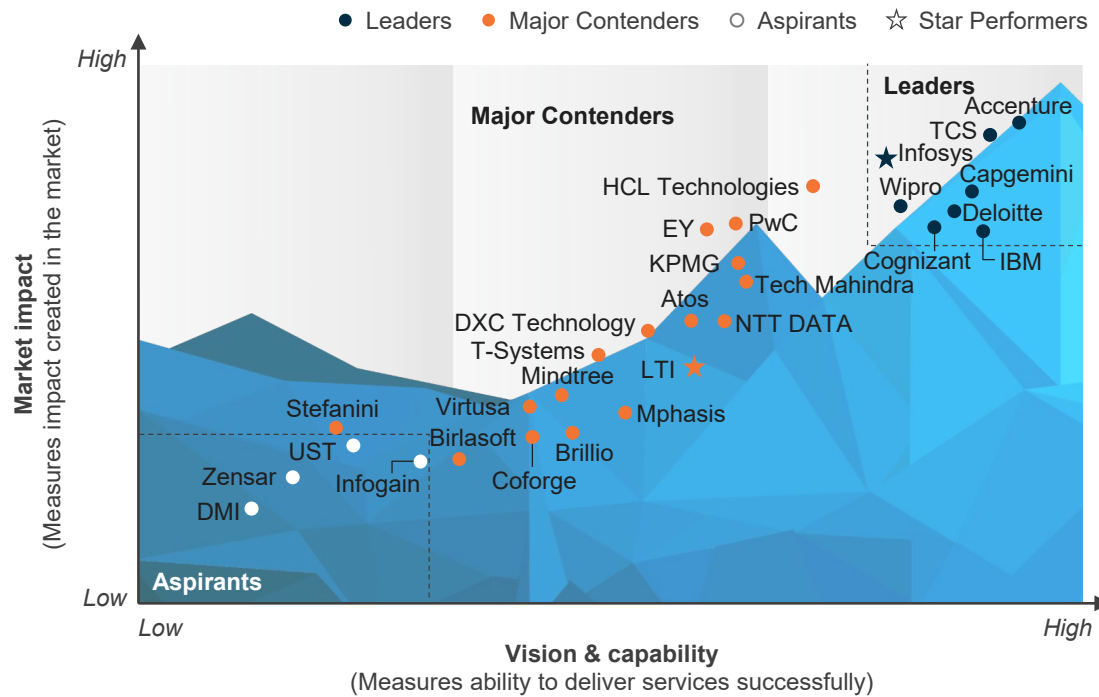 Leaders
Major Contenders
Aspirants
Star Performers
High
Market impact
(Measures impact created in the market)
Low
Major Contenders
Leaders
Accenture
TCS
Infosys
Capgemini
Wipro
Deloitte
Cognizant
IBM
HCL Technologies
EY
PwC
KPMG
Tech Mahindra
Atos
DXC Technology
NTT DATA
T-Systems
LTI
Mindtree
Virtusa
Mphasis
Stefanini
Birlasoft
Brillio
UST
Coforge
Zensar
Infogain
DMI
Aspirants
Low
High
Vision & capability
(Measures ability to deliver services successfully)